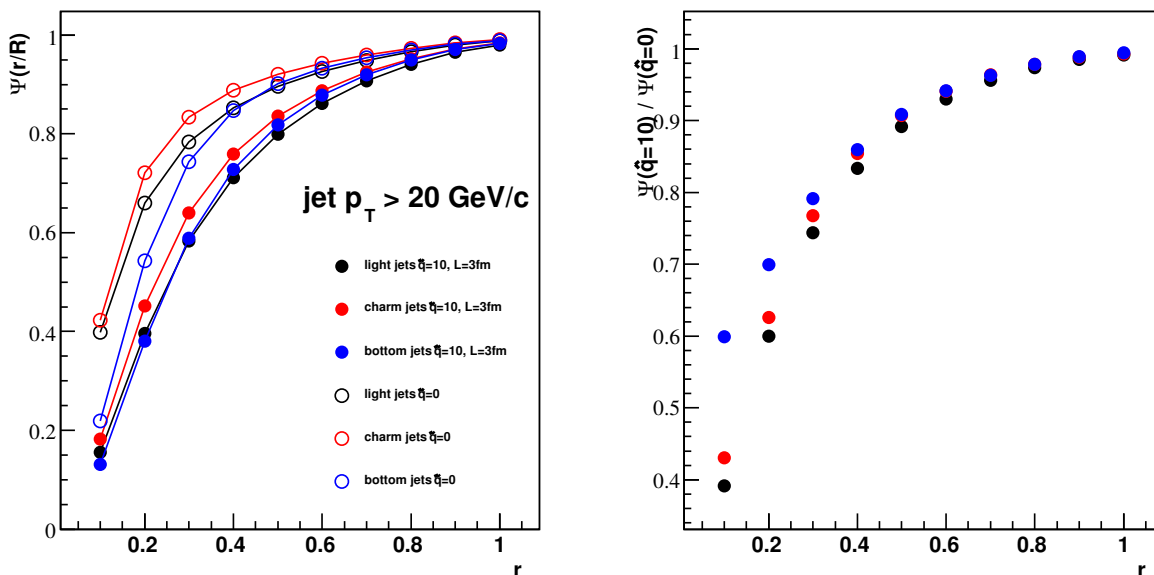 Ψ(r/R)
1
0.8
0.6
0.4
0.2
0
jet p_T > 20 GeV/c
light jets q̂=10, L=3fm
charm jets q̂=10, L=3fm
bottom jets q̂=10, L=3fm
light jets q̂=0
charm jets q̂=0
bottom jets q̂=0
0.2 0.4 0.6 0.8 1
r
Ψ(q̂=10) / Ψ(q̂=0)
1
0.9
0.8
0.7
0.6
0.5
0.4
0.2 0.4 0.6 0.8 1
r